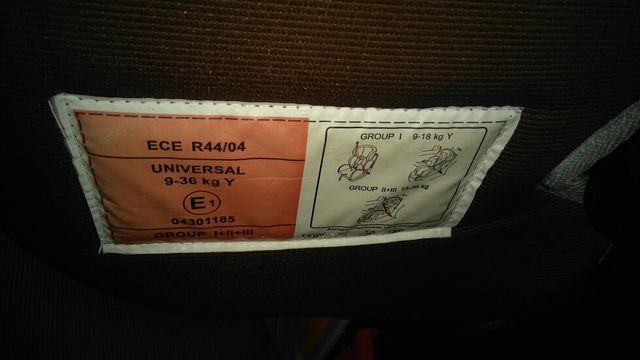 ECE R44/04
UNIVERSAL
9-36 kg Y
E1
04301185
GROUP I+II+III
GROUP I 9-18 kg Y
GROUP II+III 15-36 kg